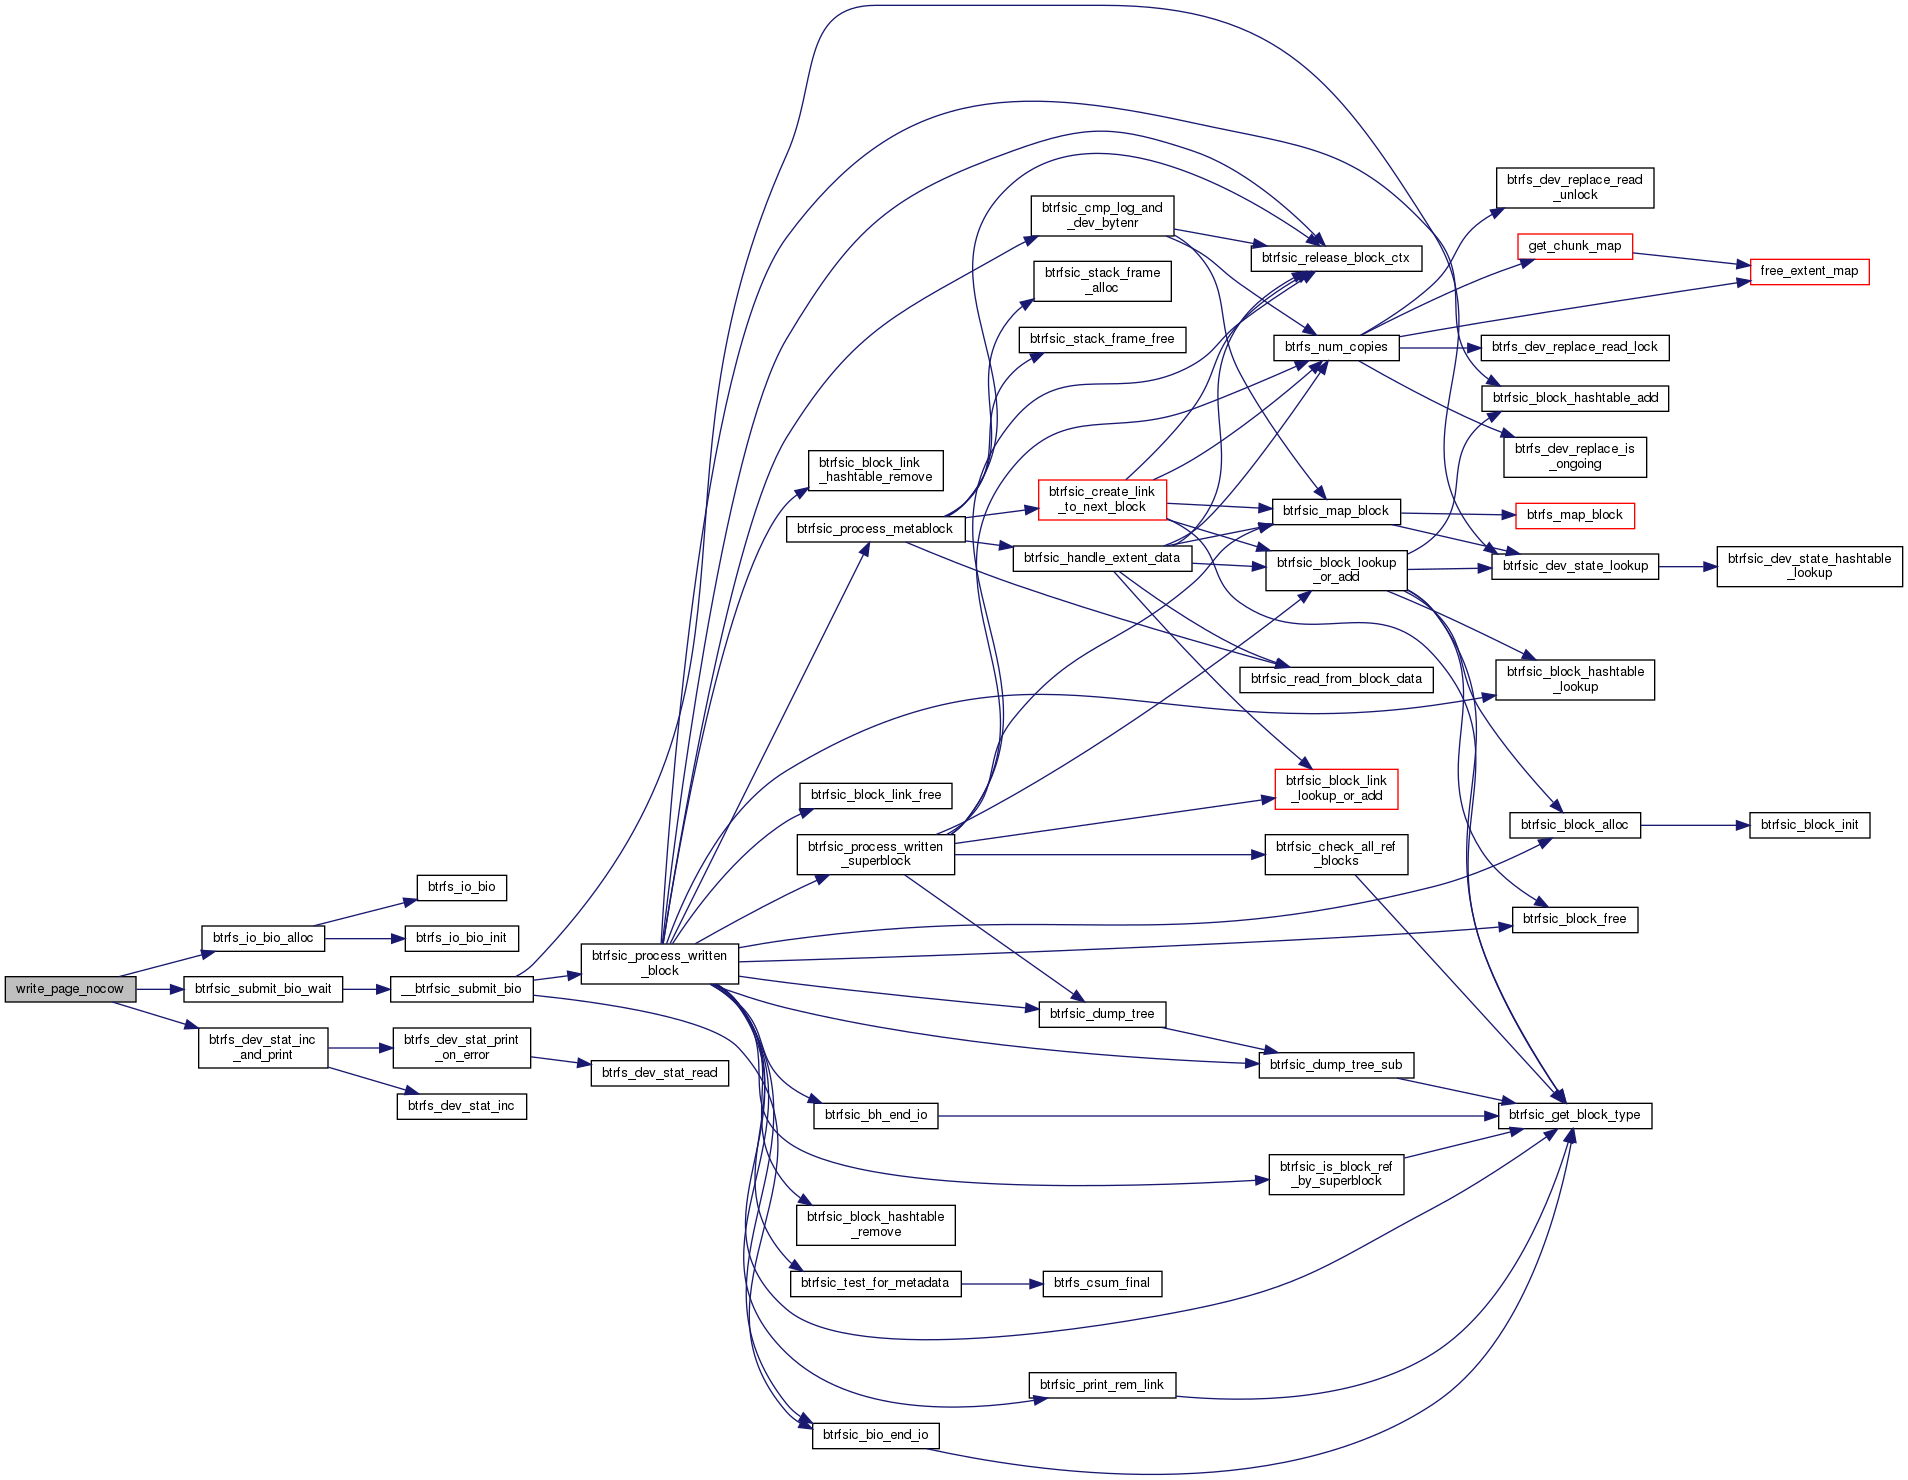 write_page_nocow
btrfs_io_bio_alloc
btrfs_io_bio
btrfs_io_bio_init
btrfsic_submit_bio_wait
__btrfsic_submit_bio
btrfs_dev_stat_inc
_and_print
btrfs_dev_stat_print
_on_error
btrfs_dev_stat_read
btrfs_dev_stat_inc
btrfsic_process_written
_block
btrfsic_block_link
_hashtable_remove
btrfsic_process_metablock
btrfsic_block_link_free
btrfsic_process_written
_superblock
btrfsic_bh_end_io
btrfsic_block_hashtable
_remove
btrfsic_test_for_metadata
btrfsic_bio_end_io
btrfsic_cmp_log_and
_dev_bytenr
btrfsic_stack_frame
_alloc
btrfsic_stack_frame_free
btrfsic_create_link
_to_next_block
btrfsic_handle_extent_data
btrfsic_dump_tree
btrfs_csum_final
btrfsic_print_rem_link
btrfsic_release_block_ctx
btrfs_num_copies
btrfsic_map_block
btrfsic_block_lookup
_or_add
btrfsic_read_from_block_data
btrfsic_block_link
_lookup_or_add
btrfsic_check_all_ref
_blocks
btrfsic_dump_tree_sub
btrfsic_is_block_ref
_by_superblock
btrfs_dev_replace_read
_unlock
get_chunk_map
btrfs_dev_replace_read_lock
btrfsic_block_hashtable_add
btrfs_dev_replace_is
_ongoing
btrfs_map_block
btrfsic_dev_state_lookup
btrfsic_block_hashtable
_lookup
btrfsic_block_alloc
btrfsic_block_free
btrfsic_get_block_type
free_extent_map
btrfsic_dev_state_hashtable
_lookup
btrfsic_block_init